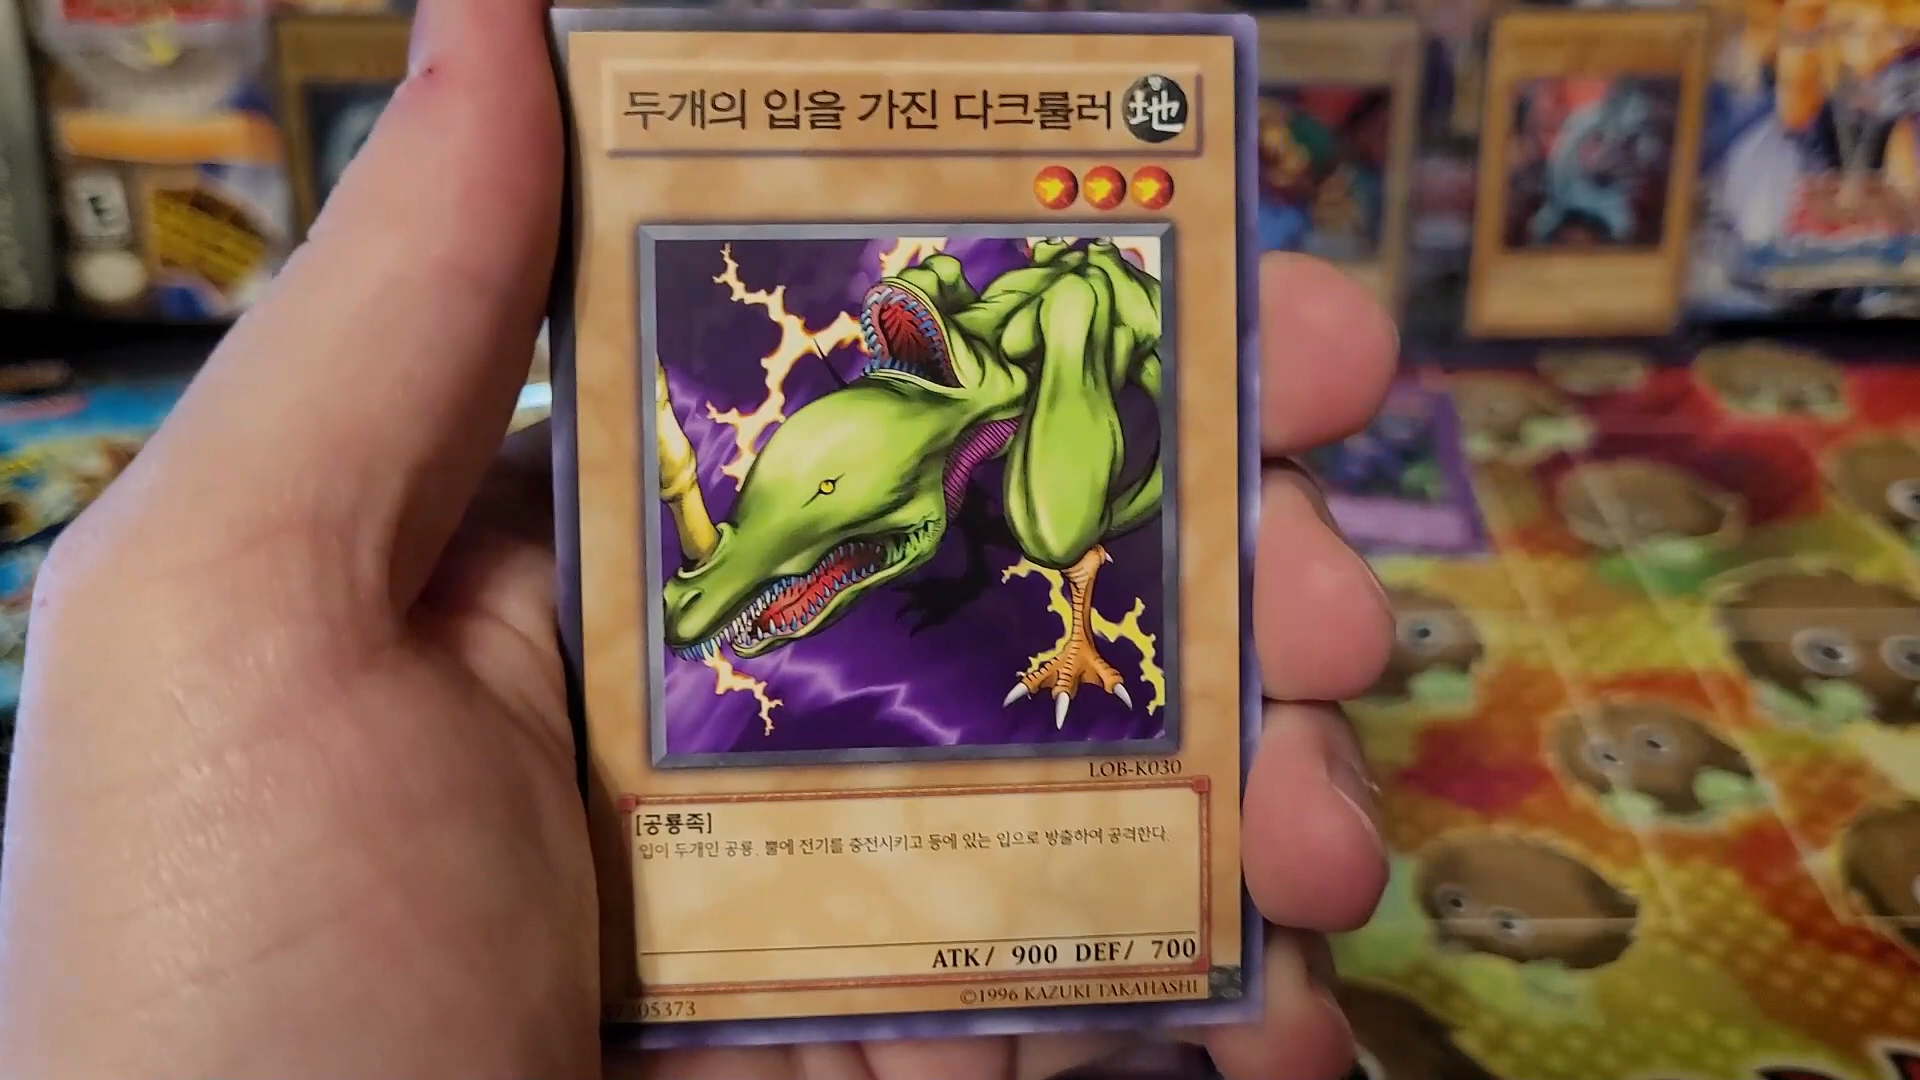 두개의 입을 가진 다크룰러 地
LOB-K030
[공룡족]
입이 두개인 공룡. 뿔에 전기를 충전시키고 등에 있는 입으로 방출하여 공격한다.
ATK/ 900 DEF/ 700
©1996 KAZUKI TAKAHASHI
E